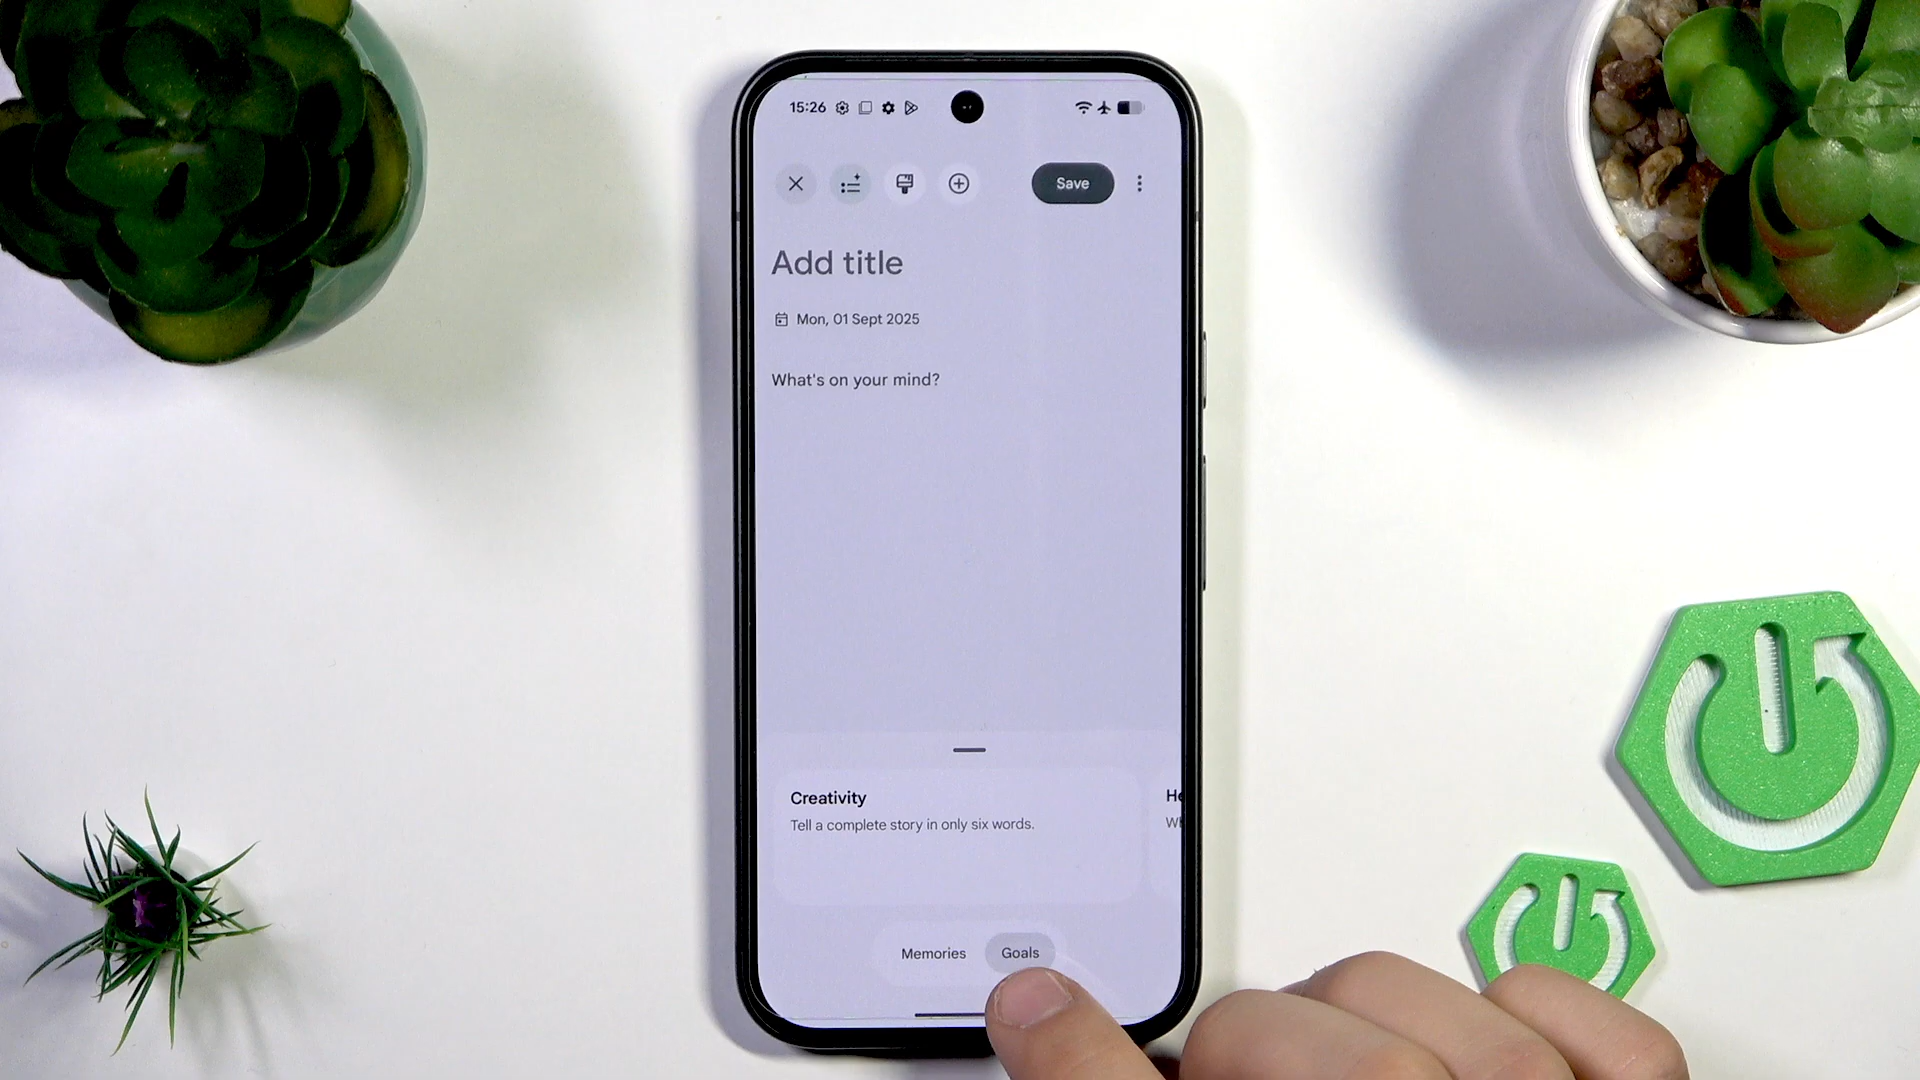 15:26
Save
Add title
Mon, 01 Sept 2025
What's on your mind?
Creativity
Tell a complete story in only six words.
Memories
Goals